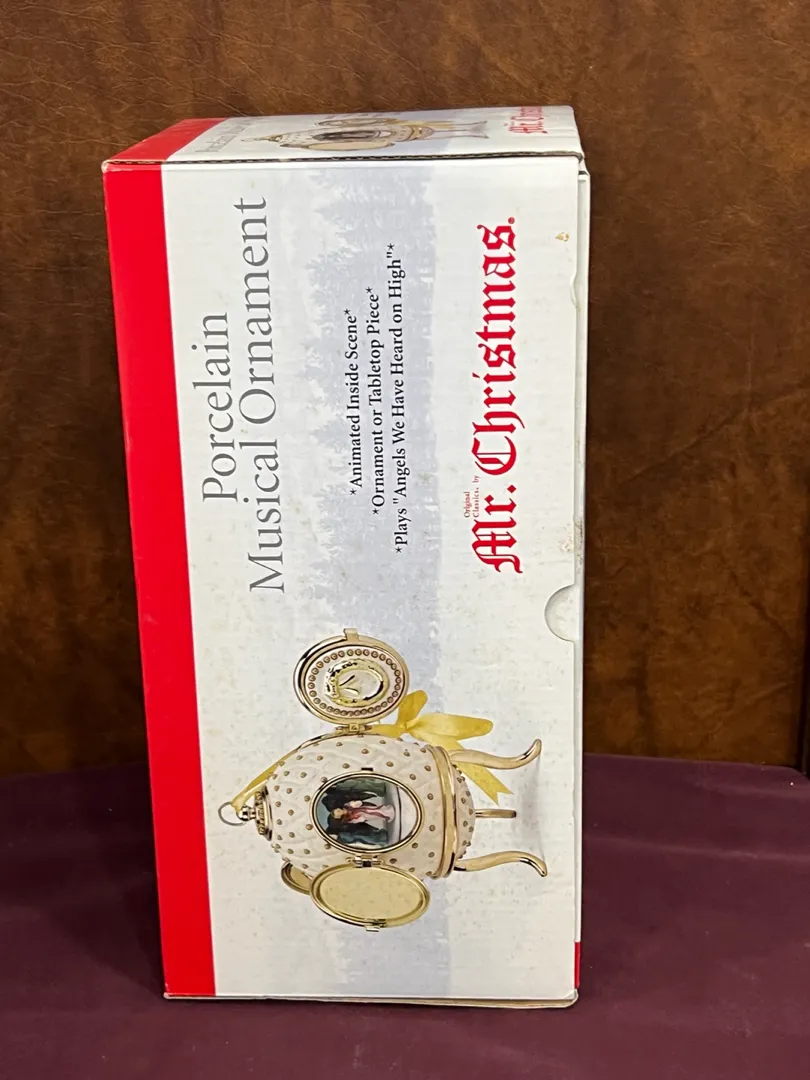 Porcelain
Musical Ornament
*Animated Inside Scene*
*Ornament or Tabletop Piece*
*Plays "Angels We Have Heard on High"*
Original
Classics, by
Mr. Christmas®